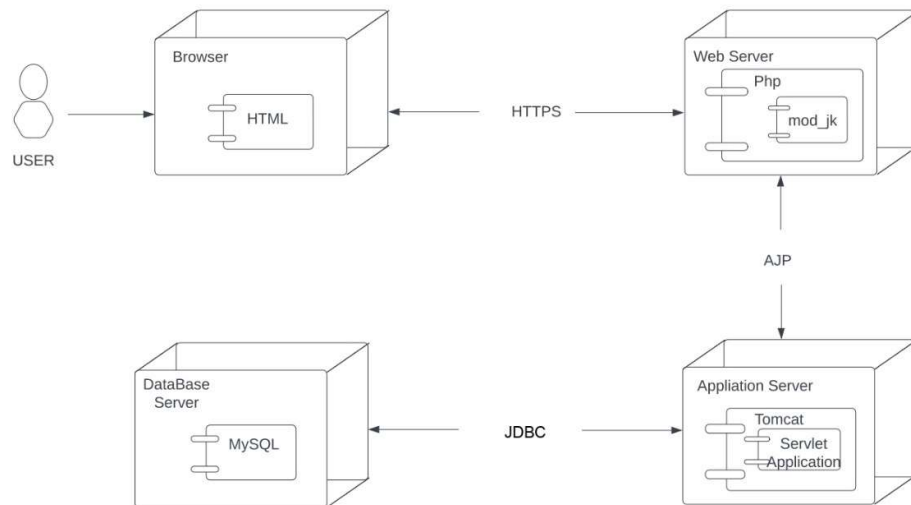 Browser
HTML
USER
HTTPS
Web Server
Php
mod_jk
AJP
DataBase
Server
MySQL
JDBC
Appliation Server
Tomcat
Servlet
Application